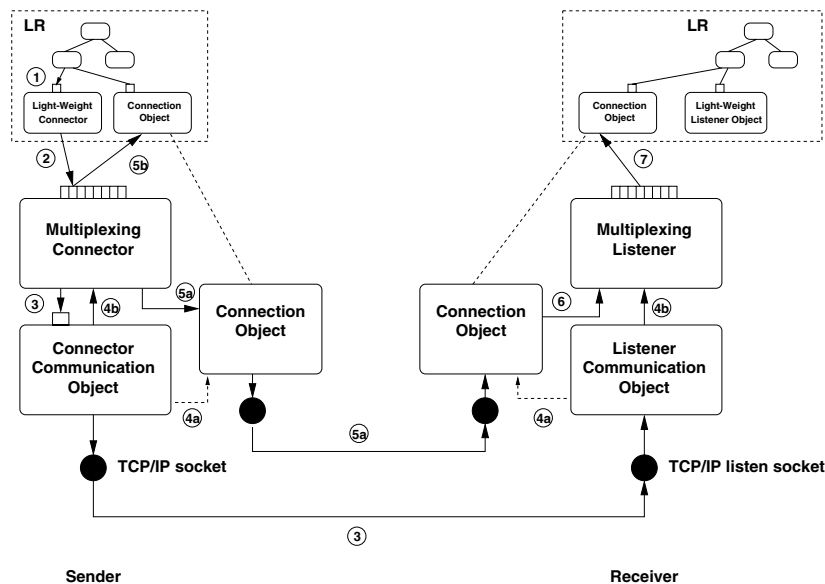 LR
LR
1
Light-Weight
Connector
Connection
Object
Connection
Object
Light-Weight
Listener Object
2
5b
7
Multiplexing
Connector
Multiplexing
Listener
3
4b
5a
Connection
Object
Connection
Object
6
4b
Connector
Communication
Object
Listener
Communication
Object
4a
4a
5a
TCP/IP socket
TCP/IP listen socket
3
Sender
Receiver